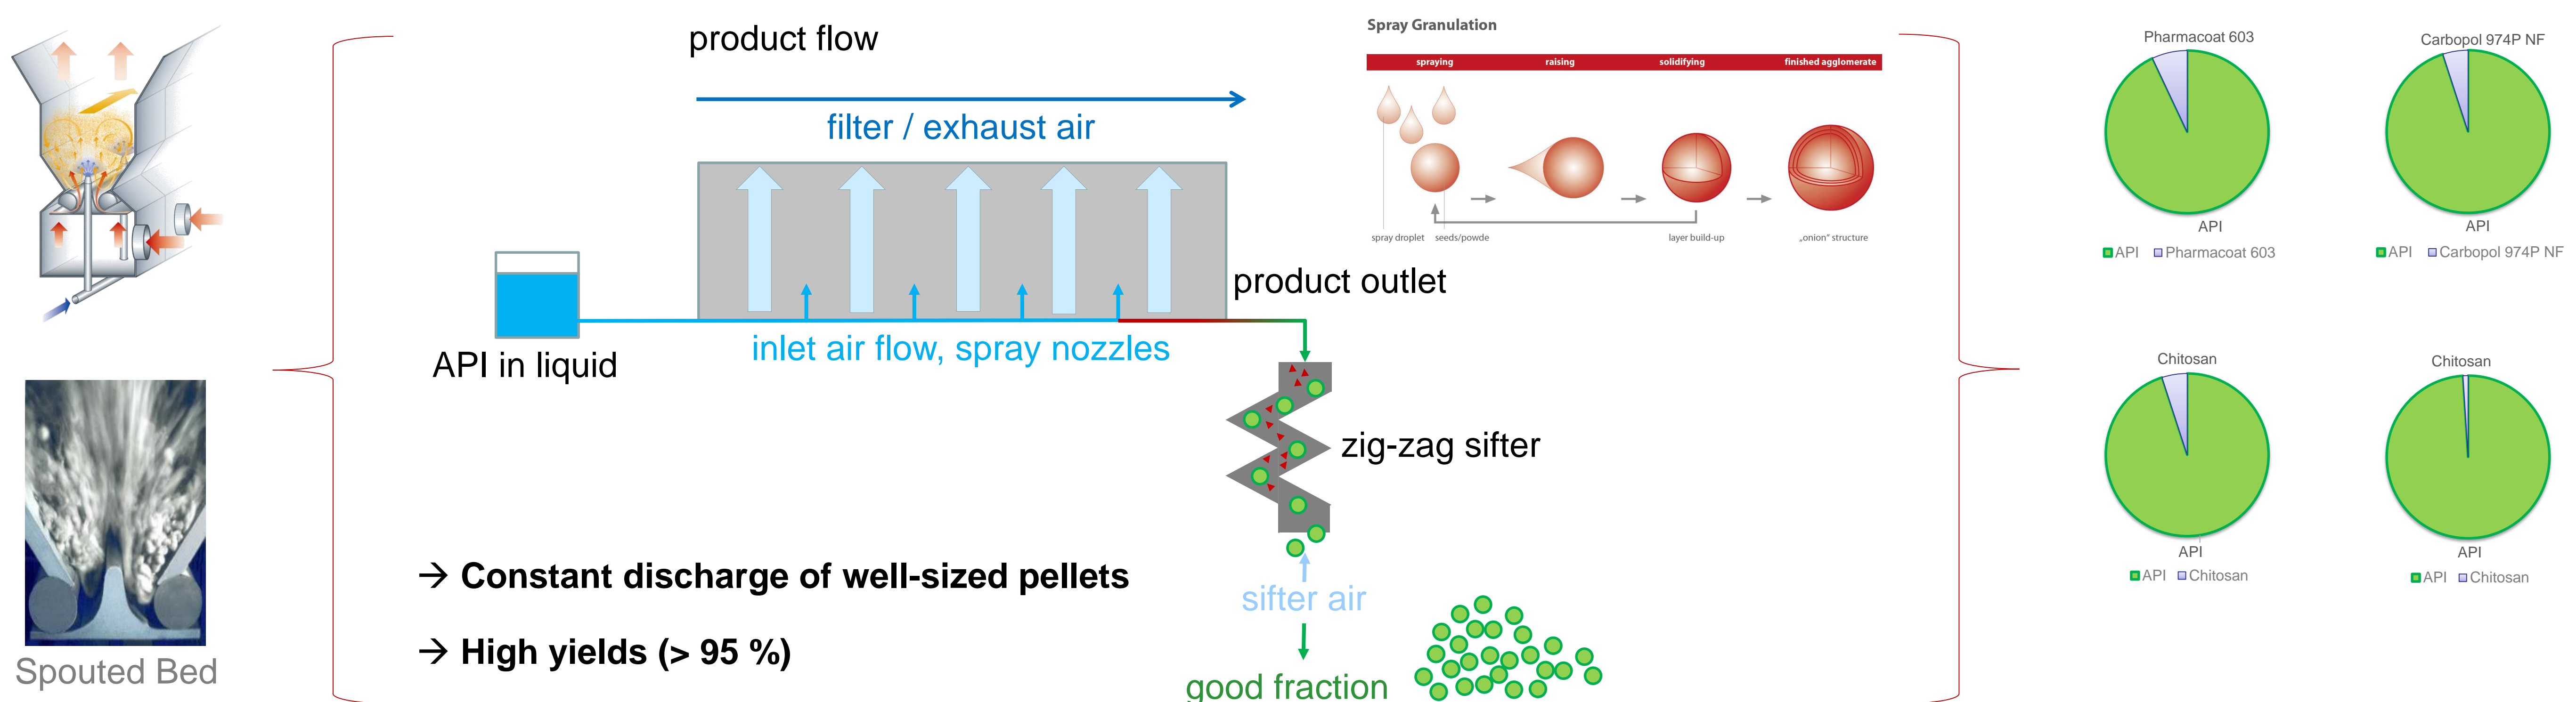 Spouted Bed
product flow
filter / exhaust air
API in liquid
inlet air flow, spray nozzles
product outlet
zig-zag sifter
sifter air
good fraction
→ Constant discharge of well-sized pellets
→ High yields (> 95 %)
Spray Granulation
spraying raising solidifying finished agglomerate
spray droplet seeds/powde layer build-up „onion" structure
Pharmacoat 603
API
API Pharmacoat 603
Carbopol 974P NF
API
API Carbopol 974P NF
Chitosan
API
API Chitosan
Chitosan
API
API Chitosan